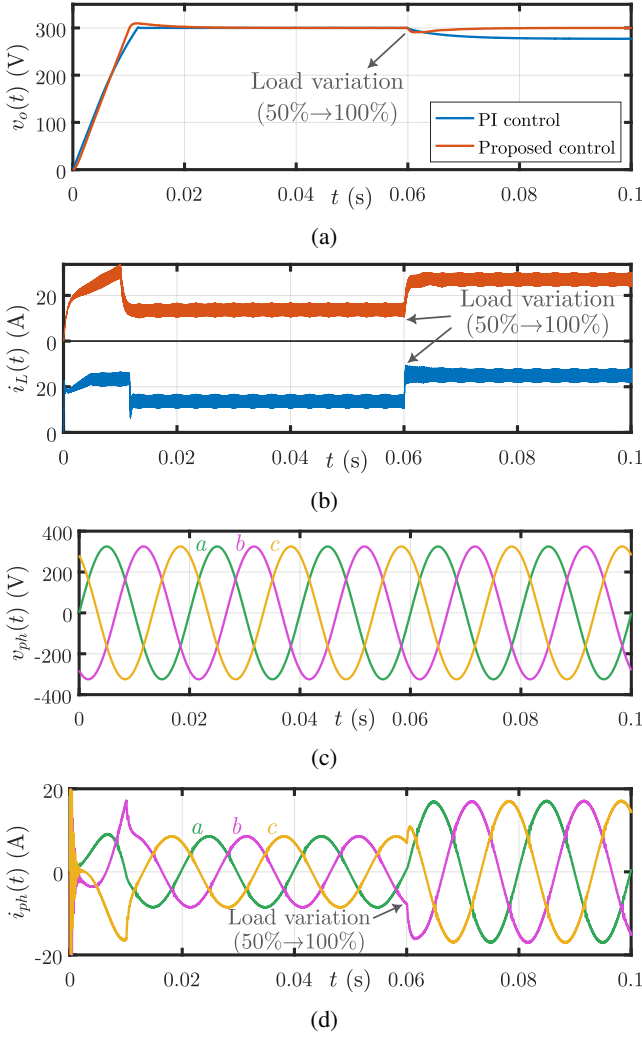 300
200
100
0
v_o(t) (V)
Load variation
(50%→100%)
PI control
Proposed control
0 0.02 0.04 0.06 0.08 0.1
t (s)
(a)
20
0
20
0
i_L(t) (A)
Load variation
(50%→100%)
0 0.02 0.04 0.06 0.08 0.1
t (s)
(b)
400
200
0
-200
-400
v_ph(t) (V)
a b c
0 0.02 0.04 0.06 0.08 0.1
t (s)
(c)
20
0
-20
i_ph(t) (A)
a b c
Load variation
(50%→100%)
0 0.02 0.04 0.06 0.08 0.1
t (s)
(d)